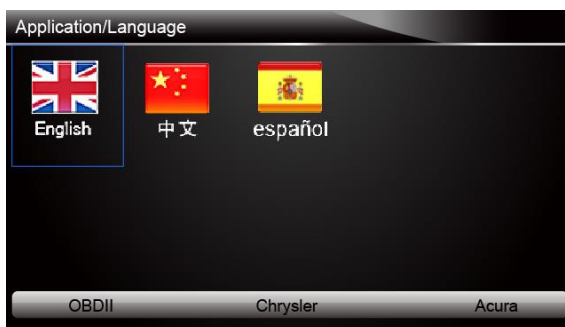 Application/Language
English 中文 español
OBDII Chrysler Acura